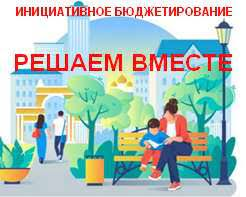 ИНИЦИАТИВНОЕ БЮДЖЕТИРОВАНИЕ
РЕШАЕМ ВМЕСТЕ